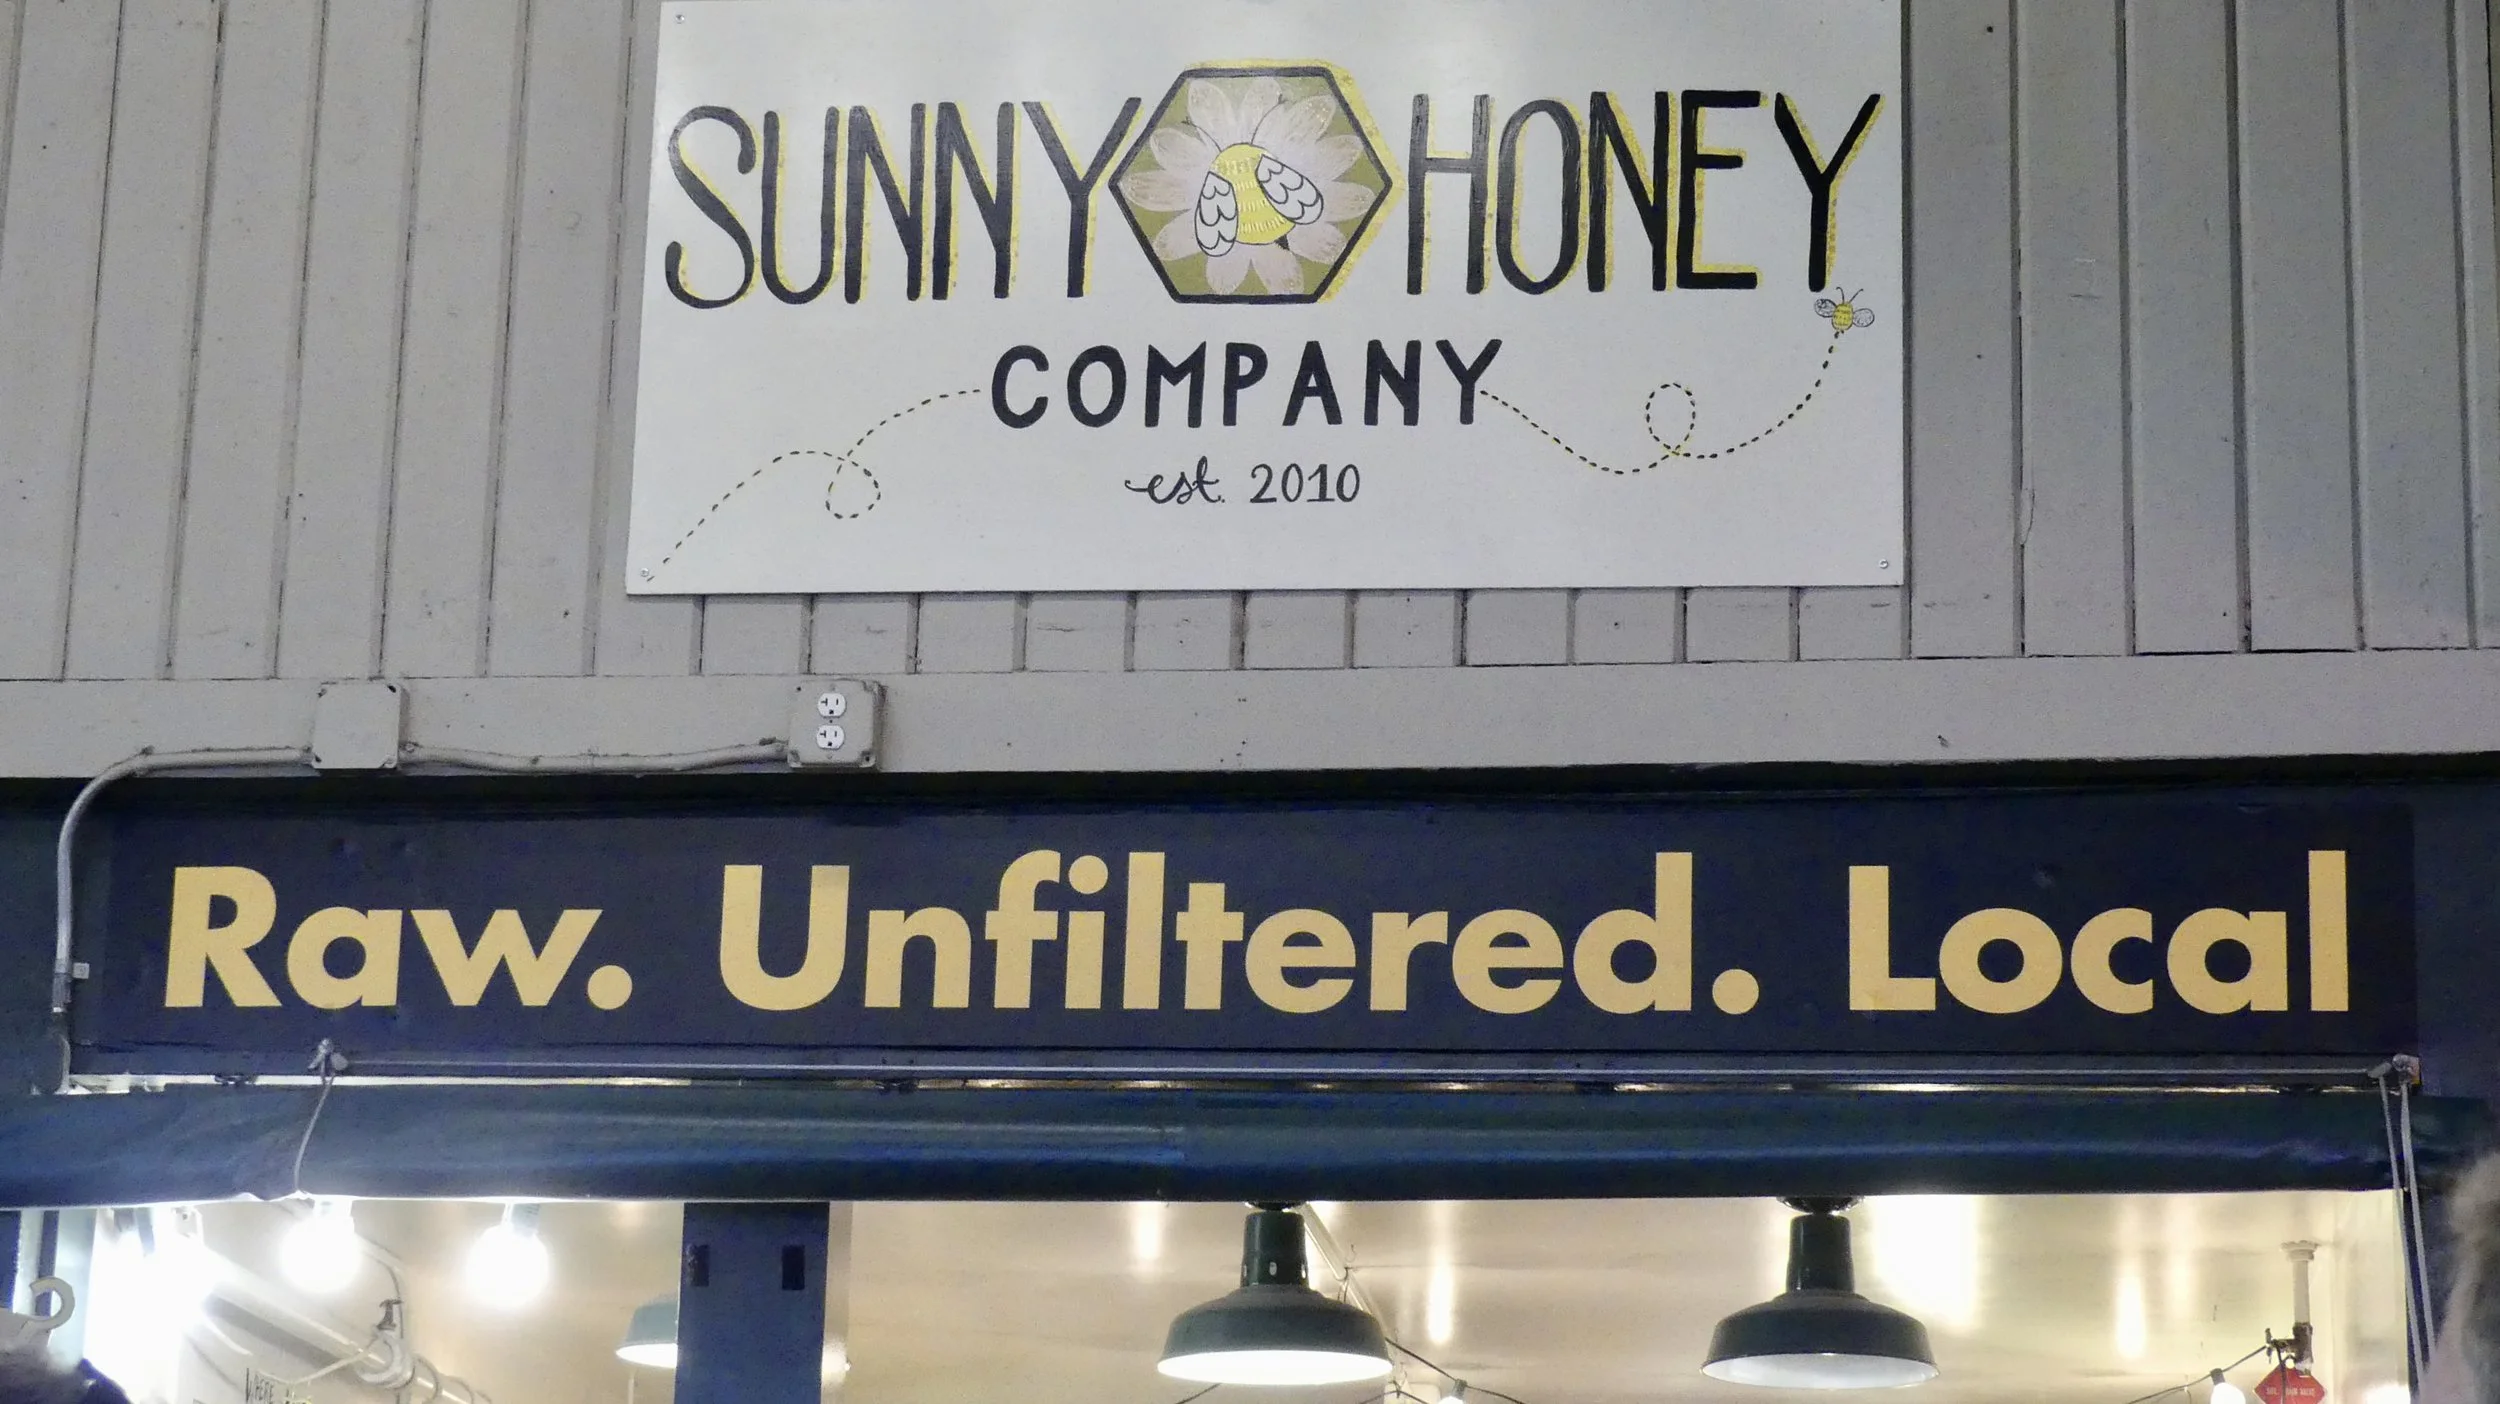 SUNNY HONEY
COMPANY
est. 2010
Raw. Unfiltered. Local